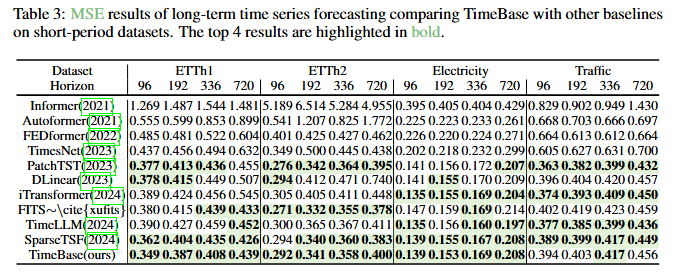 Table 3: MSE results of long-term time series forecasting comparing TimeBase with other baselines
on short-period datasets. The top 4 results are highlighted in bold.
Dataset ETTh1 ETTh2 Electricity Traffic
Horizon 96 192 336 720 96 192 336 720 96 192 336 720 96 192 336 720
Informer(2021) 1.269 1.487 1.544 1.481 5.189 6.514 5.284 4.955 0.395 0.405 0.404 0.429 0.829 0.902 0.949 1.430
Autoformer(2021) 0.555 0.599 0.853 0.899 0.541 1.207 0.825 1.772 0.225 0.223 0.233 0.261 0.668 0.703 0.666 0.697
FEDformer(2022) 0.485 0.481 0.522 0.604 0.401 0.425 0.427 0.462 0.226 0.220 0.224 0.271 0.664 0.613 0.612 0.664
TimesNet(2023) 0.437 0.456 0.494 0.632 0.349 0.500 0.445 0.438 0.202 0.218 0.232 0.299 0.605 0.627 0.631 0.700
PatchTST(2023) 0.377 0.413 0.436 0.455 0.276 0.342 0.364 0.395 0.141 0.156 0.172 0.207 0.363 0.382 0.399 0.432
DLinear(2023) 0.378 0.415 0.449 0.507 0.294 0.412 0.471 0.740 0.141 0.155 0.170 0.209 0.396 0.404 0.420 0.457
iTransformer(2024) 0.389 0.424 0.456 0.545 0.305 0.405 0.411 0.448 0.135 0.155 0.169 0.204 0.374 0.393 0.409 0.450
FITS~\cite{xufits} 0.380 0.415 0.439 0.433 0.271 0.332 0.355 0.378 0.147 0.159 0.169 0.214 0.402 0.419 0.423 0.459
TimeLLM(2024) 0.390 0.427 0.459 0.452 0.300 0.365 0.367 0.411 0.135 0.156 0.160 0.197 0.377 0.385 0.399 0.436
SparseTSF(2024) 0.362 0.404 0.435 0.426 0.294 0.340 0.360 0.383 0.139 0.155 0.167 0.208 0.389 0.399 0.417 0.449
TimeBase(ours) 0.349 0.387 0.408 0.439 0.292 0.341 0.358 0.400 0.139 0.153 0.169 0.208 0.394 0.403 0.417 0.456